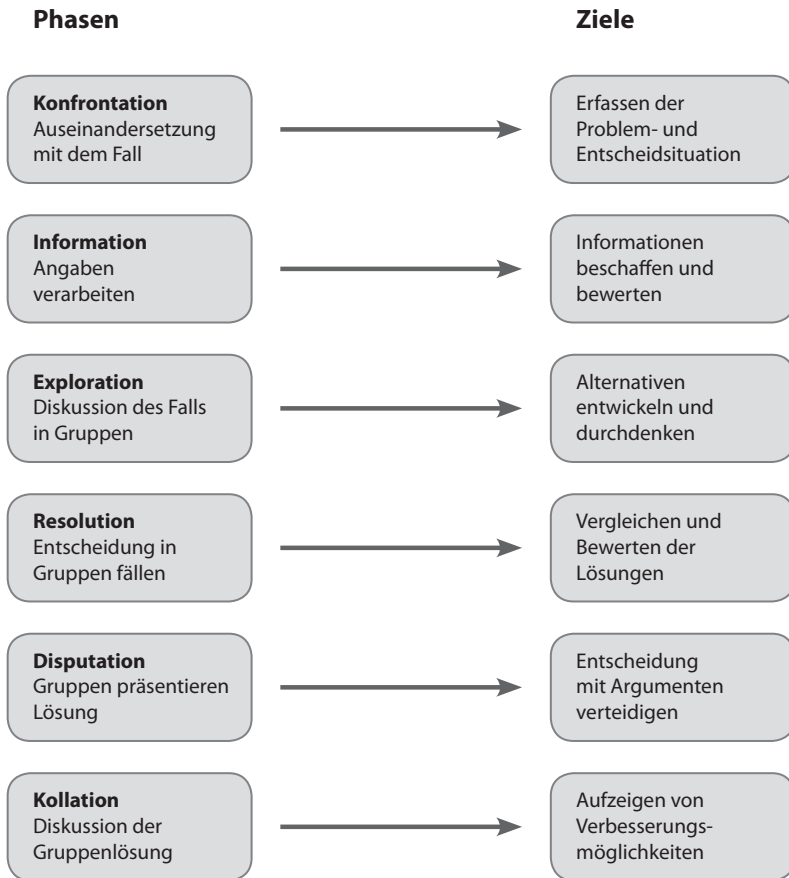 Phasen
Ziele
Konfrontation
Auseinandersetzung
mit dem Fall
Erfassen der
Problem- und
Entscheidsituation
Information
Angaben
verarbeiten
Informationen
beschaffen und
bewerten
Exploration
Diskussion des Falls
in Gruppen
Alternativen
entwickeln und
durchdenken
Resolution
Entscheidung in
Gruppen fällen
Vergleichen und
Bewerten der
Lösungen
Disputation
Gruppen präsentieren
Lösung
Entscheidung
mit Argumenten
verteidigen
Kollation
Diskussion der
Gruppenlösung
Aufzeigen von
Verbesserungs-
möglichkeiten